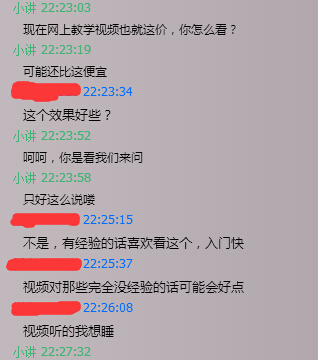 小讲 22:23:03
现在网上教学视频也就这价，你怎么看？
小讲 22:23:19
可能还比这便宜
22:23:34
这个效果好些？
小讲 22:23:52
呵呵，你是看我们来问
小讲 22:23:58
只好这么说喽
22:25:15
不是，有经验的话喜欢看这个，入门快
22:25:37
视频对那些完全没经验的话可能会好点
22:26:08
视频听的我想睡
小讲 22:27:32